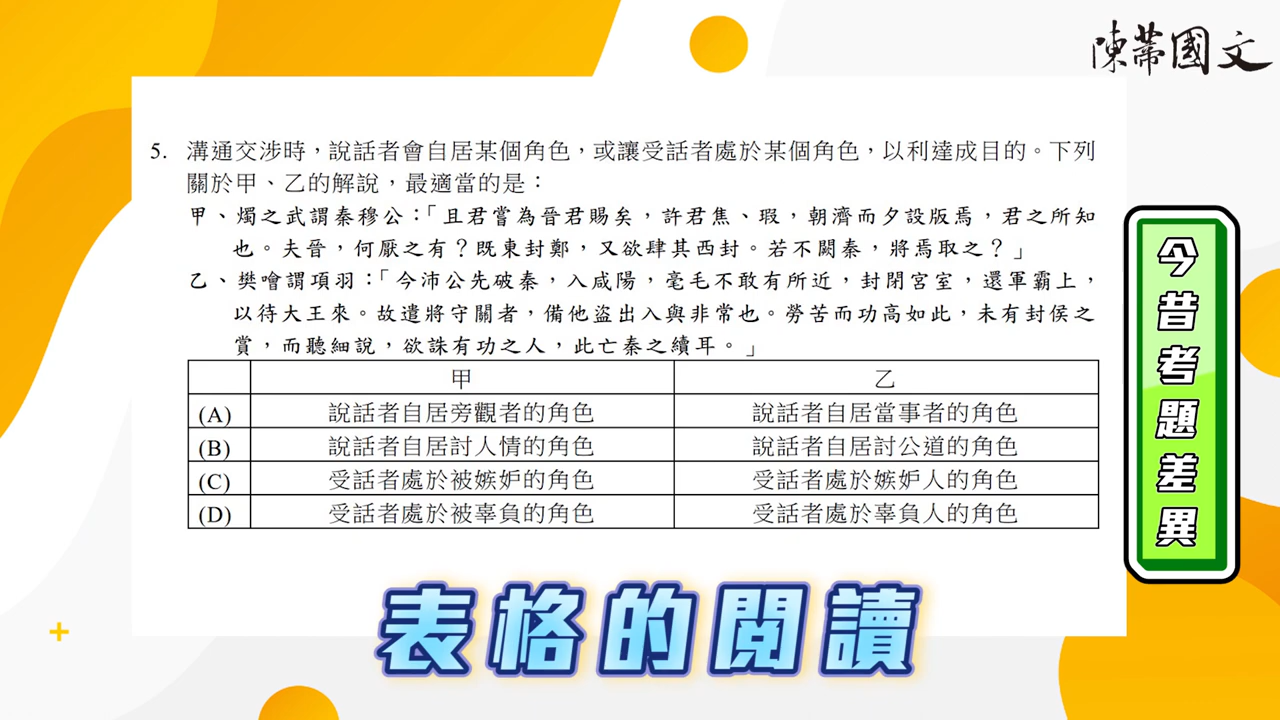 陳蒂國文
5. 溝通交涉時，說話者會自居某個角色，或讓受話者處於某個角色，以利達成目的。下列
關於甲、乙的解說，最適當的是：
甲、燭之武謂秦穆公：「且君嘗為晉君賜矣，許君焦、瑕，朝濟而夕設版焉，君之所知
也。夫晉，何厭之有？既東封鄭，又欲肆其西封。若不闕秦，將焉取之？」
乙、樊噲謂項羽：「今沛公先破秦，入咸陽，毫毛不敢有所近，封閉宮室，還軍霸上，
以待大王來。故遣將守關者，備他盜出入與非常也。勞苦而功高如此，未有封侯之
賞，而聽細說，欲誅有功之人，此亡秦之續耳。」
甲 乙
(A) 說話者自居旁觀者的角色 說話者自居當事者的角色
(B) 說話者自居討人情的角色 說話者自居討公道的角色
(C) 受話者處於被嫉妒的角色 受話者處於嫉妒人的角色
(D) 受話者處於被辜負的角色 受話者處於辜負人的角色
今昔考題差異
表格的閱讀